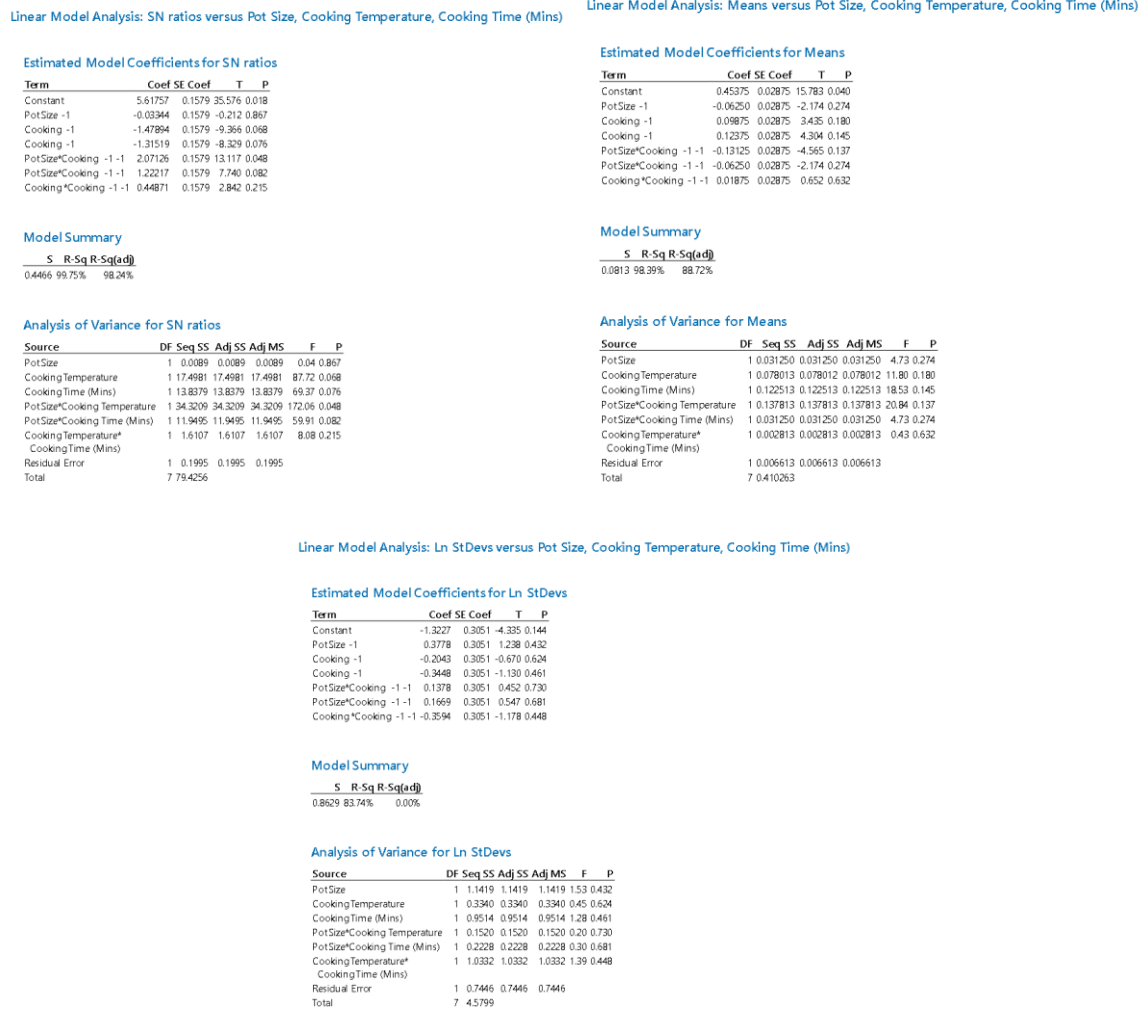 Linear Model Analysis: SN ratios versus Pot Size, Cooking Temperature, Cooking Time (Mins)
Estimated Model Coefficients for SN ratios
Term Coef SE Coef T P
Constant 5.61757 0.1579 35.576 0.018
PotSize -1 -0.03344 0.1579 -0.212 0.867
Cooking -1 -1.47894 0.1579 -9.366 0.068
Cooking -1 -1.31519 0.1579 -8.329 0.076
PotSize*Cooking -1 -1 2.07126 0.1579 13.117 0.048
PotSize*Cooking -1 -1 1.22217 0.1579 7.740 0.082
Cooking*Cooking -1 -1 0.44871 0.1579 2.842 0.215
Model Summary
S R-Sq R-Sq(adj)
0.4466 99.75% 98.24%
Analysis of Variance for SN ratios
Source DF Seq SS Adj SS Adj MS F P
PotSize 1 0.0089 0.0089 0.0089 0.04 0.867
Cooking Temperature 1 17.4981 17.4981 17.4981 87.72 0.068
Cooking Time (Mins) 1 13.8379 13.8379 13.8379 69.37 0.076
PotSize*Cooking Temperature 1 34.3209 34.3209 34.3209 172.06 0.048
PotSize*Cooking Time (Mins) 1 11.9495 11.9495 11.9495 59.91 0.082
Cooking Temperature* 1 1.6107 1.6107 1.6107 8.08 0.215
Cooking Time (Mins)
Residual Error 1 0.1995 0.1995 0.1995
Total 7 79.4256
Linear Model Analysis: Means versus Pot Size, Cooking Temperature, Cooking Time (Mins)
Estimated Model Coefficients for Means
Term Coef SE Coef T P
Constant 0.45375 0.02875 15.783 0.040
PotSize -1 -0.06250 0.02875 -2.174 0.274
Cooking -1 0.09875 0.02875 3.435 0.180
Cooking -1 0.12375 0.02875 4.304 0.145
PotSize*Cooking -1 -1 -0.13125 0.02875 -4.565 0.137
PotSize*Cooking -1 -1 -0.06250 0.02875 -2.174 0.274
Cooking*Cooking -1 -1 0.01875 0.02875 0.652 0.632
Model Summary
S R-Sq R-Sq(adj)
0.0813 98.39% 88.72%
Analysis of Variance for Means
Source DF Seq SS Adj SS Adj MS F P
PotSize 1 0.031250 0.031250 0.031250 4.73 0.274
Cooking Temperature 1 0.078013 0.078013 0.078012 11.80 0.180
Cooking Time (Mins) 1 0.122513 0.122513 0.122513 18.53 0.145
PotSize*Cooking Temperature 1 0.137813 0.137813 0.137813 20.84 0.137
PotSize*Cooking Time (Mins) 1 0.031250 0.031250 0.031250 4.73 0.274
Cooking Temperature* 1 0.002813 0.002813 0.002813 0.43 0.632
Cooking Time (Mins)
Residual Error 1 0.006613 0.006613 0.006613
Total 7 0.410263
Linear Model Analysis: Ln StDevs versus Pot Size, Cooking Temperature, Cooking Time (Mins)
Estimated Model Coefficients for Ln StDevs
Term Coef SE Coef T P
Constant -1.3227 0.3051 -4.335 0.144
PotSize -1 0.3778 0.3051 1.238 0.432
Cooking -1 -0.2043 0.3051 -0.670 0.624
Cooking -1 -0.3448 0.3051 -1.130 0.461
PotSize*Cooking -1 -1 0.1378 0.3051 0.452 0.730
PotSize*Cooking -1 -1 0.1669 0.3051 0.547 0.681
Cooking*Cooking -1 -1 -0.3594 0.3051 -1.178 0.448
Model Summary
S R-Sq R-Sq(adj)
0.8629 83.74% 0.00%
Analysis of Variance for Ln StDevs
Source DF Seq SS Adj SS Adj MS F P
PotSize 1 1.1419 1.1419 1.1419 1.53 0.432
Cooking Temperature 1 0.3340 0.3340 0.3340 0.45 0.624
Cooking Time (Mins) 1 0.9514 0.9514 0.9514 1.28 0.461
PotSize*Cooking Temperature 1 0.1520 0.1520 0.1520 0.20 0.730
PotSize*Cooking Time (Mins) 1 0.2228 0.2228 0.2228 0.30 0.681
Cooking Temperature* 1 1.0332 1.0332 1.0332 1.39 0.448
Cooking Time (Mins)
Residual Error 1 0.7446 0.7446 0.7446
Total 7 4.5799